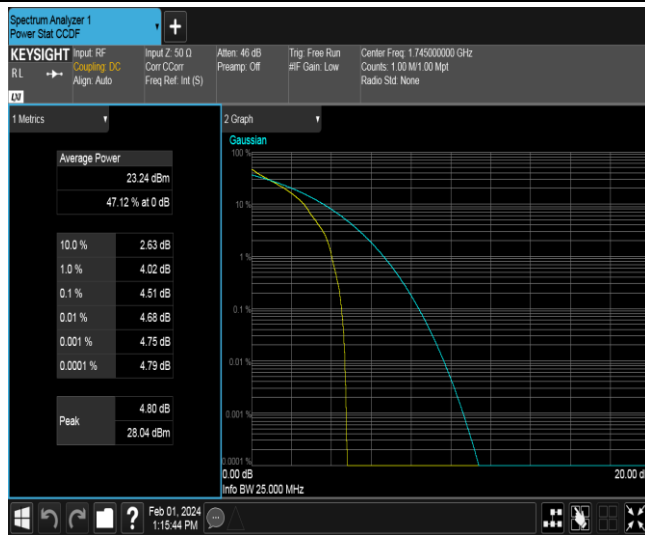 Spectrum Analyzer 1
Power Stat CCDF
+
KEYSIGHT
RL
Input: RF
Coupling: DC
Align: Auto
Input Z: 50 Ω
Corr CCorr
Freq Ref: Int (S)
Atten: 46 dB
Preamp: Off
Trig: Free Run
#IF Gain: Low
Center Freq: 1.745000000 GHz
Counts: 1.00 M/1.00 Mpt
Radio Std: None
1 Metrics
Average Power
23.24 dBm
47.12 % at 0 dB
10.0 % 2.63 dB
1.0 % 4.02 dB
0.1 % 4.51 dB
0.01 % 4.68 dB
0.001 % 4.75 dB
0.0001 % 4.79 dB
Peak
4.80 dB
28.04 dBm
2 Graph
Gaussian
100 %
10 %
1 %
0.1 %
0.01 %
0.001 %
0.0001 %
0.00 dB
20.00 d
Info BW 25.000 MHz
?
Feb 01, 2024
1:15:44 PM